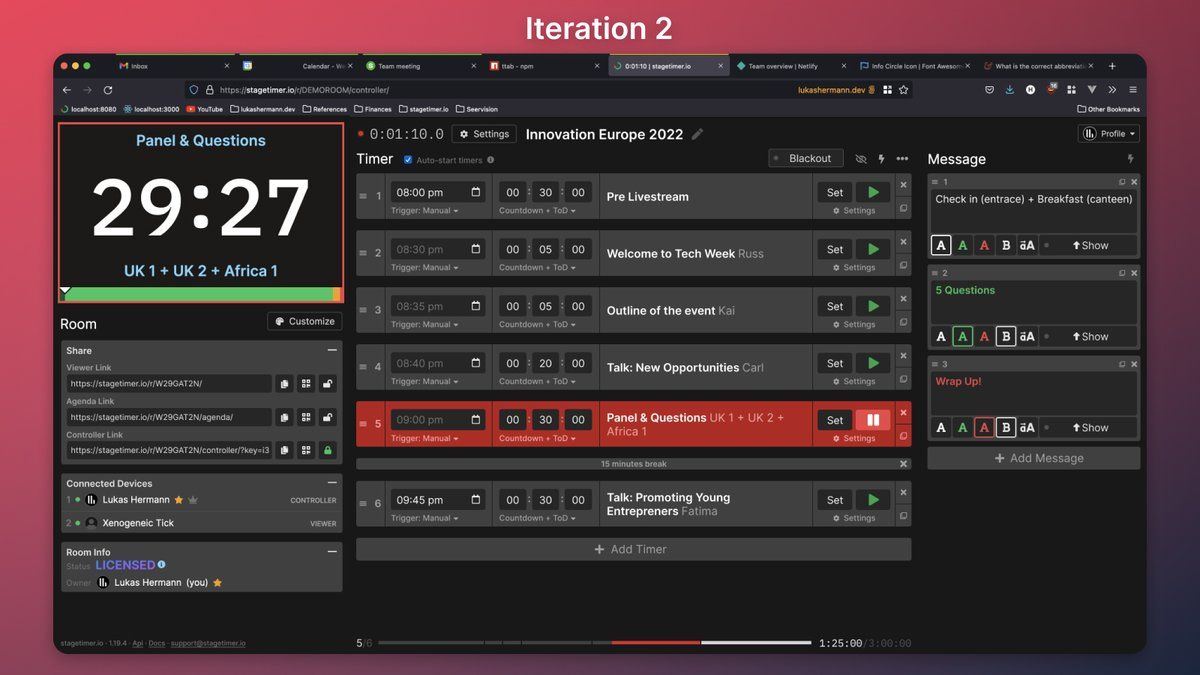 Iteration 2
Inbox
Calendar - We
Team meeting
ttab - npm
0:01:10 | stagetimer.io
Team overview | Netlify
Info Circle Icon | Font Awesom
What is the correct abbreviati
https://stagetimer.io/r/DEMOROOM/controller/
lukashermann.dev
localhost:8080
localhost:3000
YouTube
lukashermann.dev
References
Finances
stagetimer.io
Seervision
Other Bookmarks
Panel & Questions
29:27
UK 1 + UK 2 + Africa 1
Room
Customize
Share
Viewer Link
https://stagetimer.io/r/W29GAT2N/
Agenda Link
https://stagetimer.io/r/W29GAT2N/agenda/
Controller Link
https://stagetimer.io/r/W29GAT2N/controller/?key=i3
Connected Devices
1 Lukas Hermann CONTROLLER
2 Xenogeneic Tick VIEWER
Room Info
Status LICENSED
Owner Lukas Hermann (you)
stagetimer.io - 1.19.4 - Api - Docs - support@stagetimer.io
0:01:10.0 Settings Innovation Europe 2022
Timer Auto-start timers Blackout
1 08:00 pm 00 : 30 : 00 Pre Livestream Set
Trigger: Manual Countdown + ToD Settings
2 08:30 pm 00 : 05 : 00 Welcome to Tech Week Russ Set
Trigger: Manual Countdown + ToD Settings
3 08:35 pm 00 : 05 : 00 Outline of the event Kai Set
Trigger: Manual Countdown + ToD Settings
4 08:40 pm 00 : 20 : 00 Talk: New Opportunities Carl Set
Trigger: Manual Countdown + ToD Settings
5 09:00 pm 00 : 30 : 00 Panel & Questions UK 1 + UK 2 + Set
Africa 1
Trigger: Manual Countdown + ToD Settings
15 minutes break
6 09:45 pm 00 : 30 : 00 Talk: Promoting Young Set
Entrepreners Fatima
Trigger: Manual Countdown + ToD Settings
+ Add Timer
5/6 1:25:00/3:00:00
Profile
Message
1
Check in (entrace) + Breakfast (canteen)
A A A B äA Show
2
5 Questions
A A A B äA Show
3
Wrap Up!
A A A B äA Show
+ Add Message